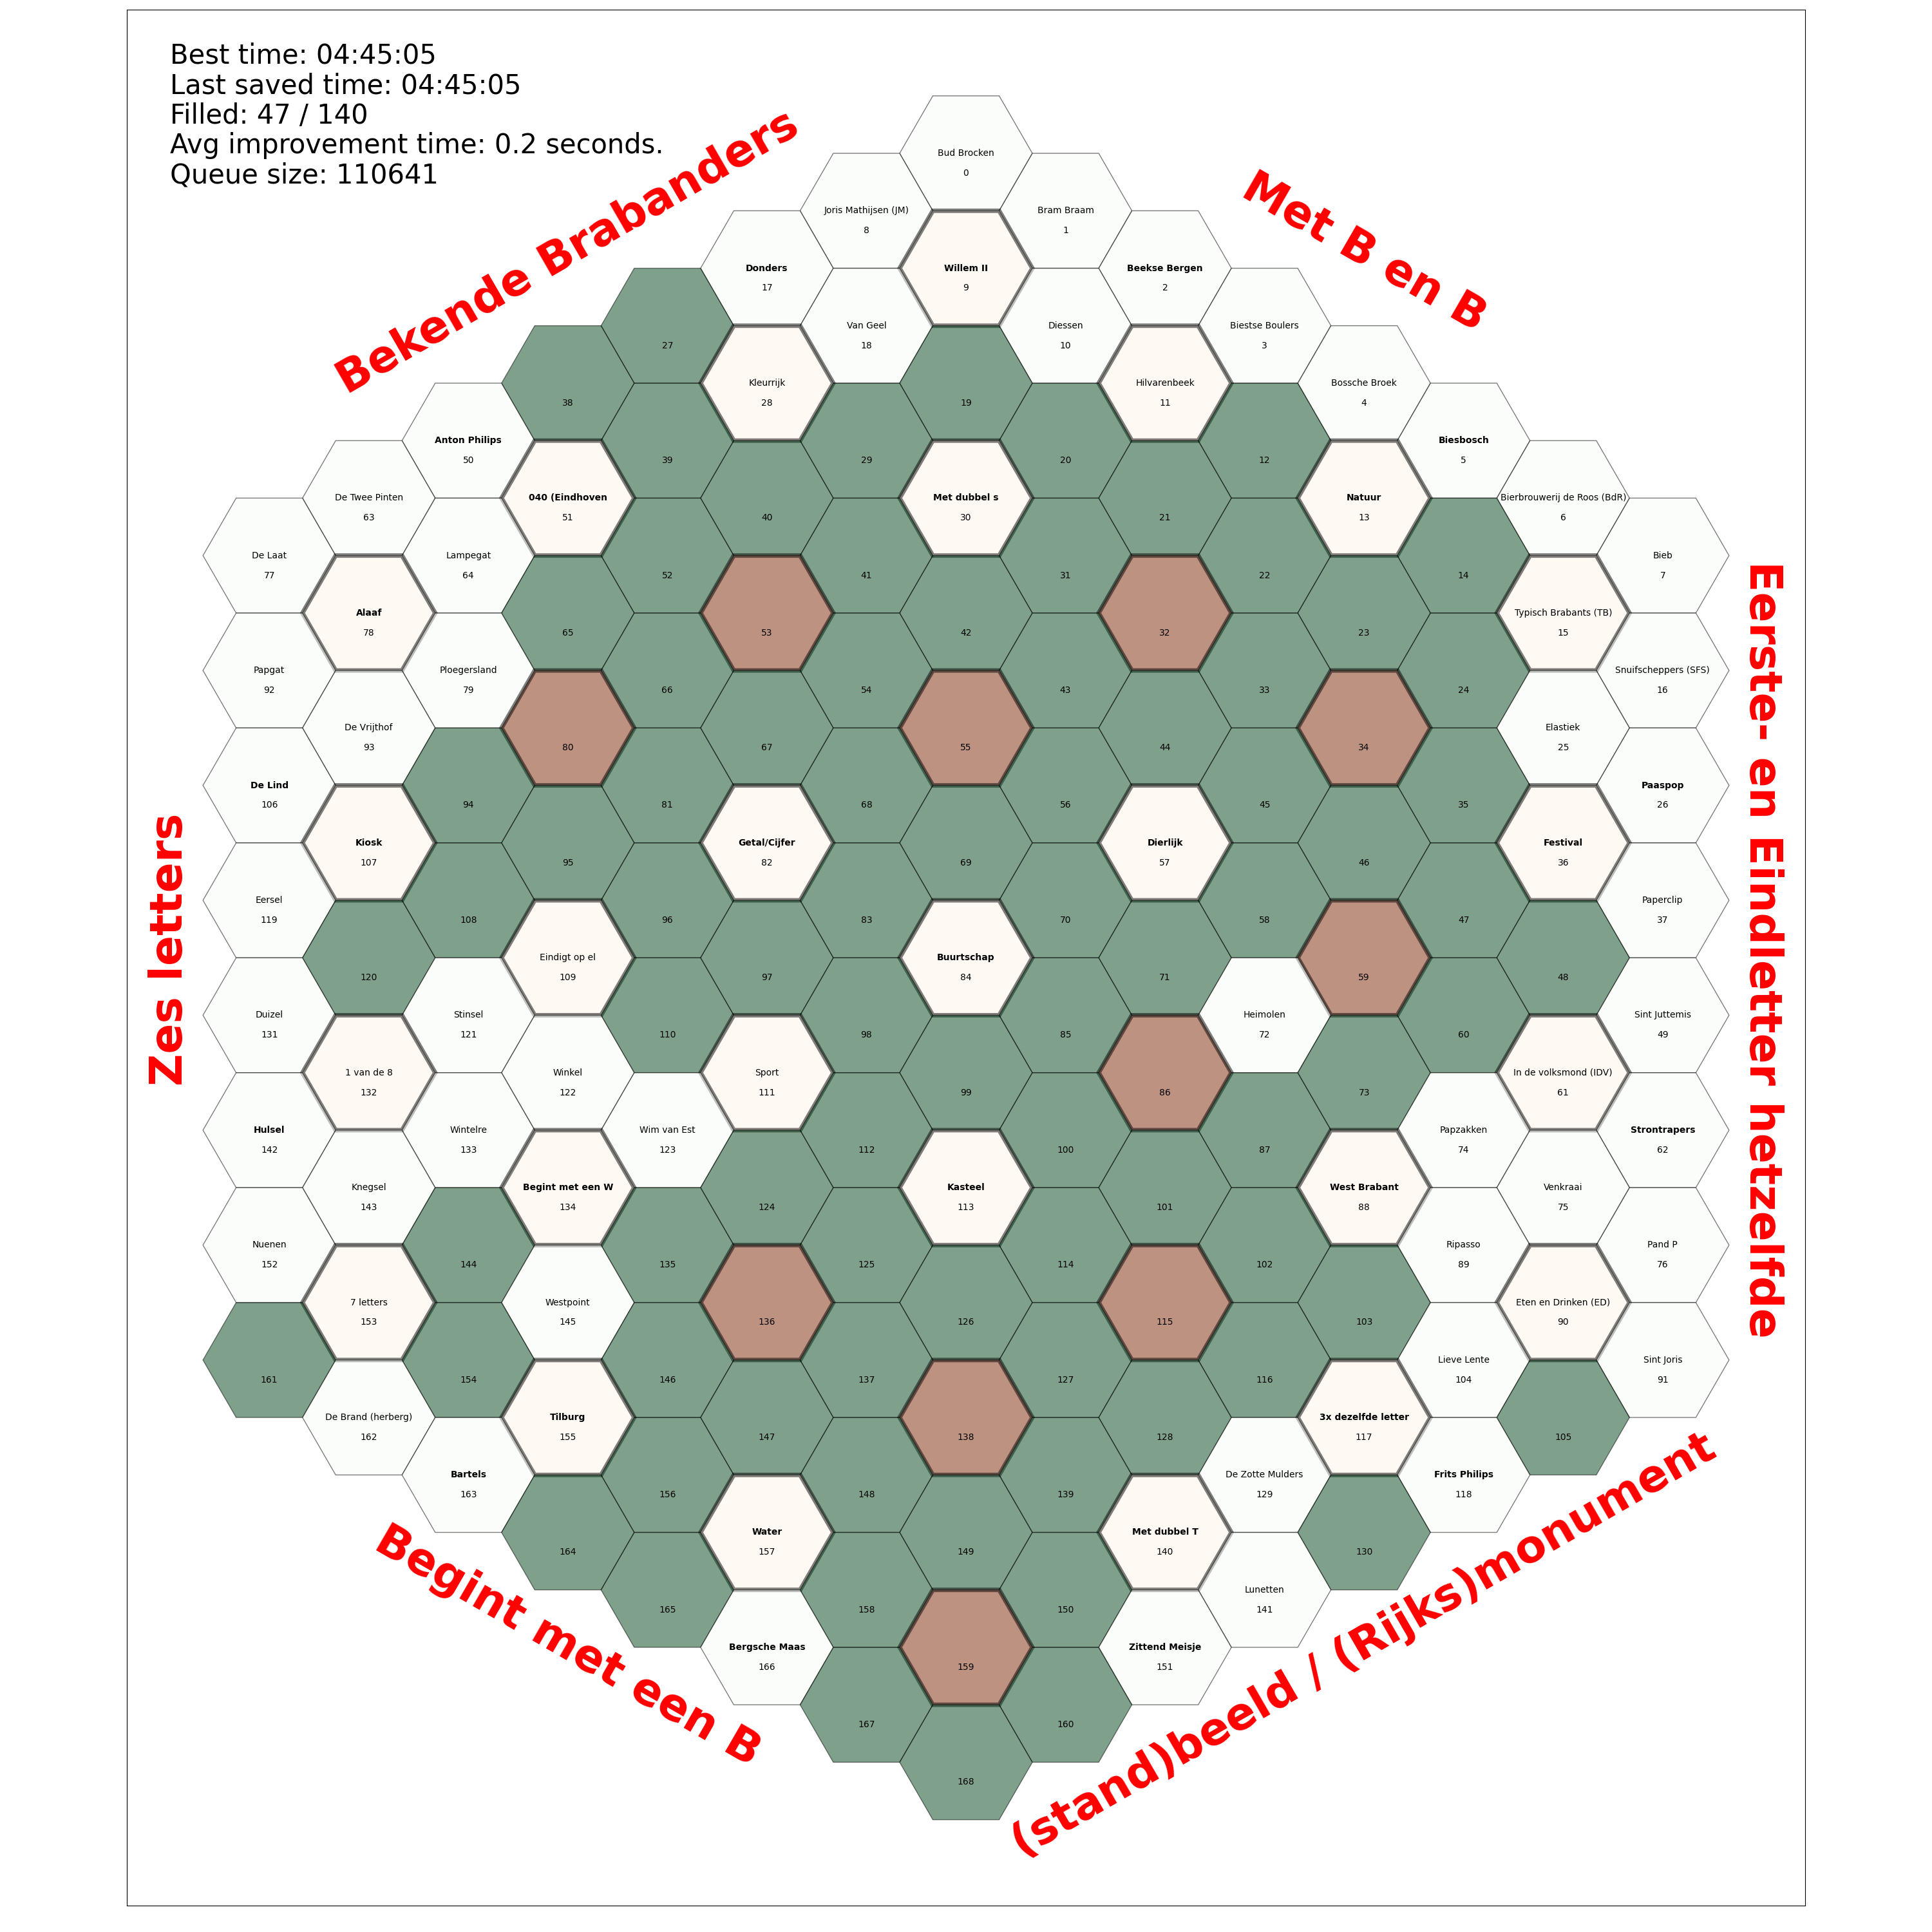 Best time: 04:45:05
Last saved time: 04:45:05
Filled: 47 / 140
Avg improvement time: 0.2 seconds.
Queue size: 110641
Bekende Brabanders
Met B en B
Eerste- en Eindletter hetzelfde
(stand)beeld / (Rijks)monument
Begint met een B
Zes letters
Bud Brocken
0
Bram Braam
1
Beekse Bergen
2
Biestse Boulers
3
Bossche Broek
4
Biesbosch
5
Bierbrouwerij de Roos (BdR)
6
Bieb
7
Joris Mathijsen (JM)
8
Willem II
9
Diessen
10
Hilvarenbeek
11
12
Natuur
13
14
Typisch Brabants (TB)
15
Snuifscheppers (SFS)
16
Donders
17
Van Geel
18
19
20
21
22
23
24
Elastiek
25
Paaspop
26
27
Kleurrijk
28
29
Met dubbel s
30
31
32
33
34
35
Festival
36
Paperclip
37
38
39
40
41
42
43
44
45
46
47
48
Sint Juttemis
49
Anton Philips
50
040 (Eindhoven
51
52
53
54
55
56
Dierlijk
57
58
59
60
In de volksmond (IDV)
61
Strontrapers
62
De Twee Pinten
63
Lampegat
64
65
66
67
68
69
70
71
Heimolen
72
73
Papzakken
74
Venkraai
75
Pand P
76
De Laat
77
Alaaf
78
Ploegersland
79
80
81
Getal/Cijfer
82
83
Buurtschap
84
85
86
87
West Brabant
88
Ripasso
89
Eten en Drinken (ED)
90
Sint Joris
91
Papgat
92
De Vrijthof
93
94
95
96
97
98
99
100
101
102
103
Lieve Lente
104
105
De Lind
106
Kiosk
107
108
Eindigt op el
109
110
Sport
111
112
Kasteel
113
114
115
116
3x dezelfde letter
117
Frits Philips
118
Eersel
119
120
Stinsel
121
Winkel
122
Wim van Est
123
124
125
126
127
128
De Zotte Mulders
129
130
Duizel
131
1 van de 8
132
Wintelre
133
Begint met een W
134
135
136
137
138
139
Met dubbel T
140
Lunetten
141
Hulsel
142
Knegsel
143
144
Westpoint
145
146
147
148
149
150
Zittend Meisje
151
Nuenen
152
7 letters
153
154
Tilburg
155
156
Water
157
158
159
160
161
De Brand (herberg)
162
Bartels
163
164
165
Bergsche Maas
166
167
168